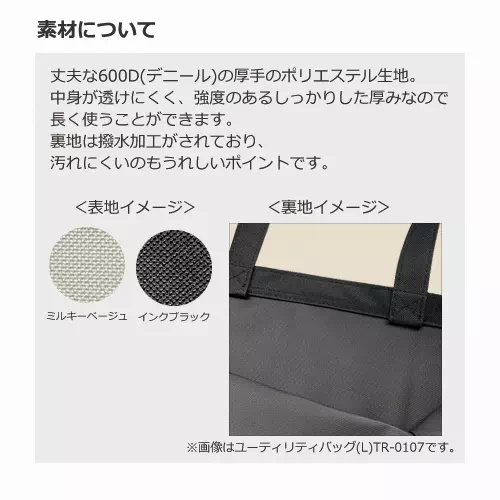 素材について
丈夫な600D(デニール)の厚手のポリエステル生地。
中身が透けにくく、強度のあるしっかりした厚みなので
長く使うことができます。
裏地は撥水加工がされており、
汚れにくいのもうれしいポイントです。
＜表地イメージ＞
＜裏地イメージ＞
ミルキーベージュ
インクブラック
※画像はユーティリティバッグ(L)TR-0107です。